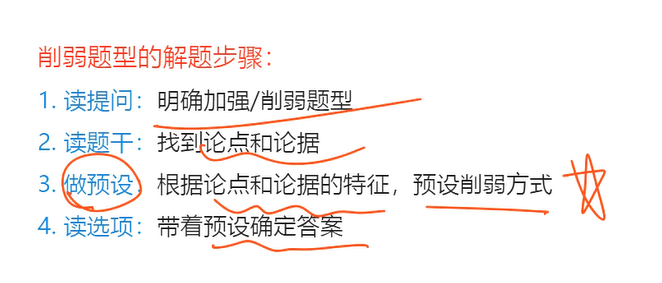 削弱题型的解题步骤：
1. 读提问：明确加强/削弱题型
2. 读题干：找到论点和论据
3. 做预设，根据论点和论据的特征，预设削弱方式
4. 读选项：带着预设确定答案